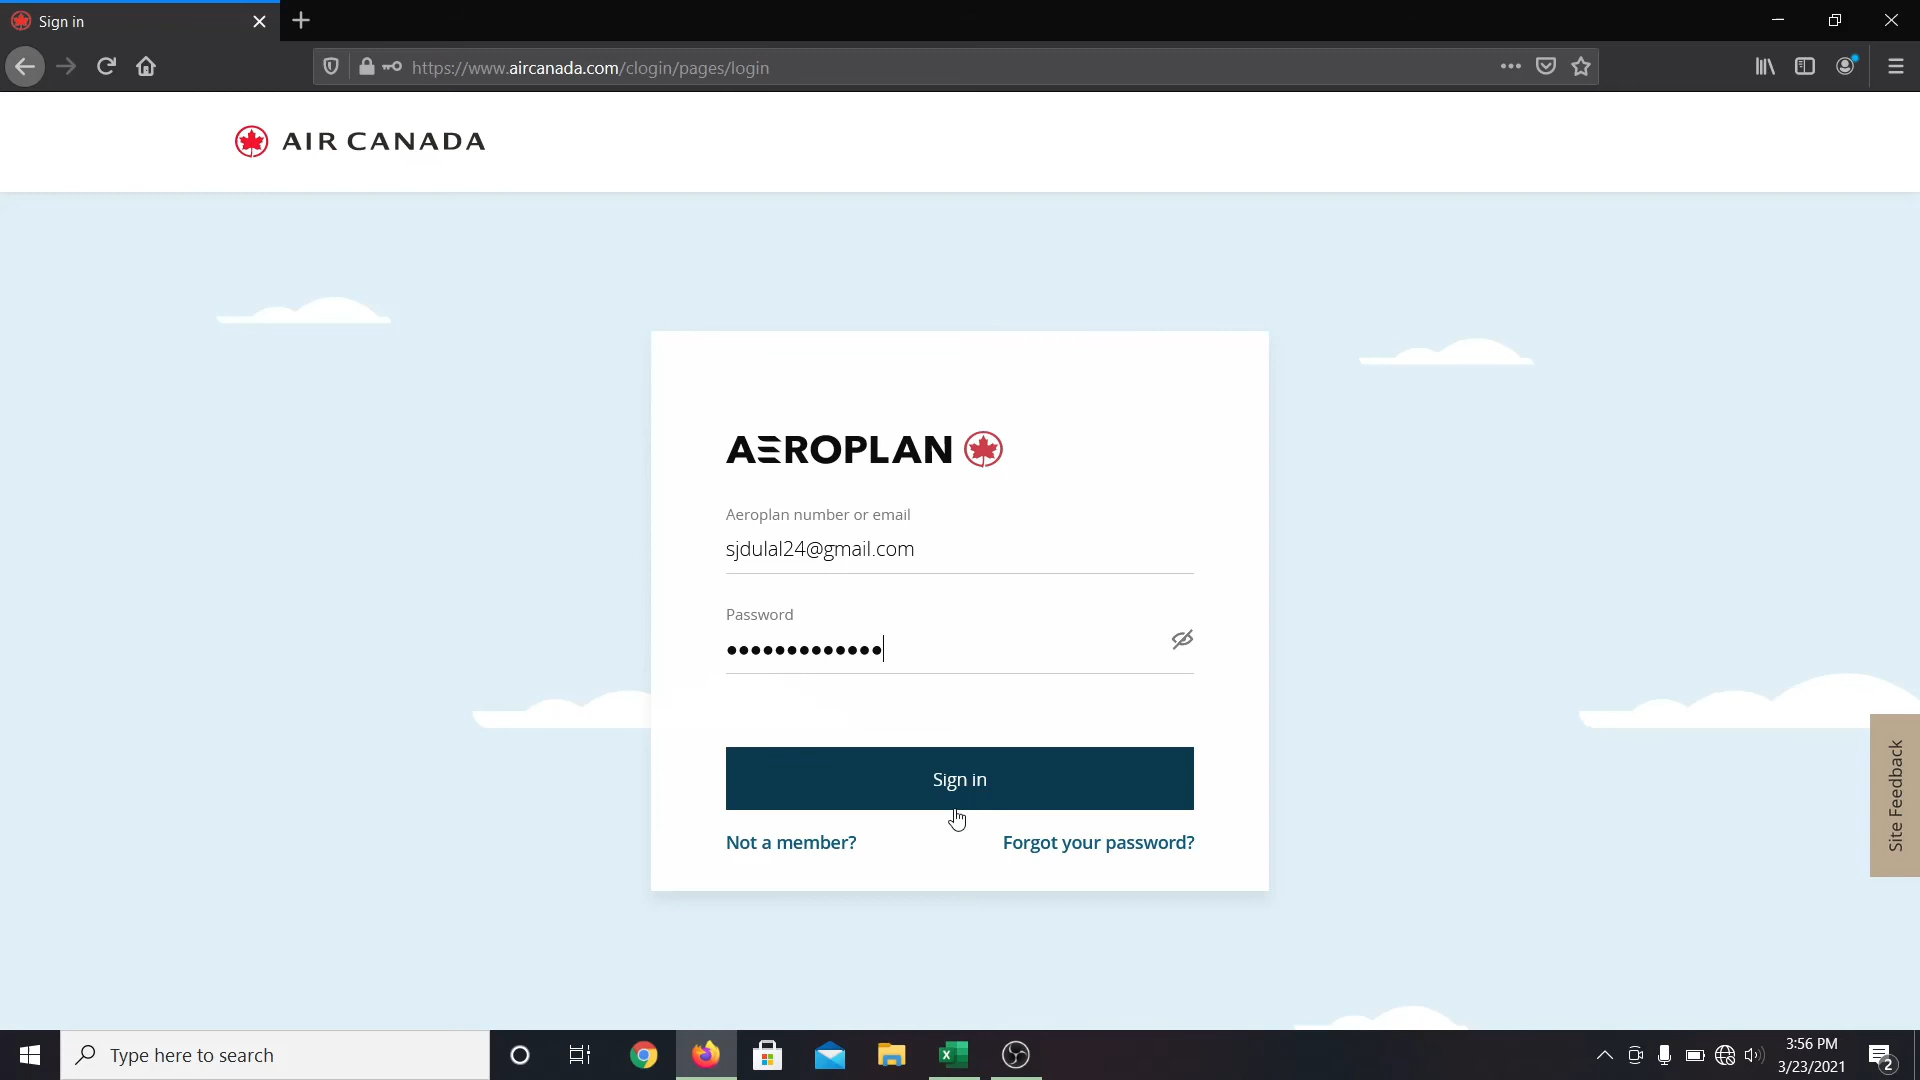 Sign in
https://www.aircanada.com/clogin/pages/login
AIR CANADA
AEROPLAN
Aeroplan number or email
sjdulal24@gmail.com
Password
•••••••••••••
Sign in
Not a member?
Forgot your password?
Site Feedback
Type here to search
3:56 PM
3/23/2021
2